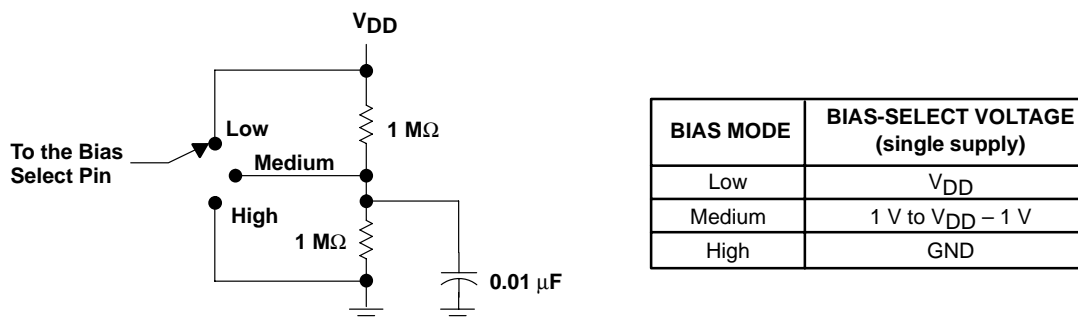 VDD
Low
1 MΩ
To the Bias
Select Pin
Medium
High
1 MΩ
0.01 μF
BIAS MODE
BIAS-SELECT VOLTAGE
(single supply)
Low
VDD
Medium
1 V to VDD – 1 V
High
GND